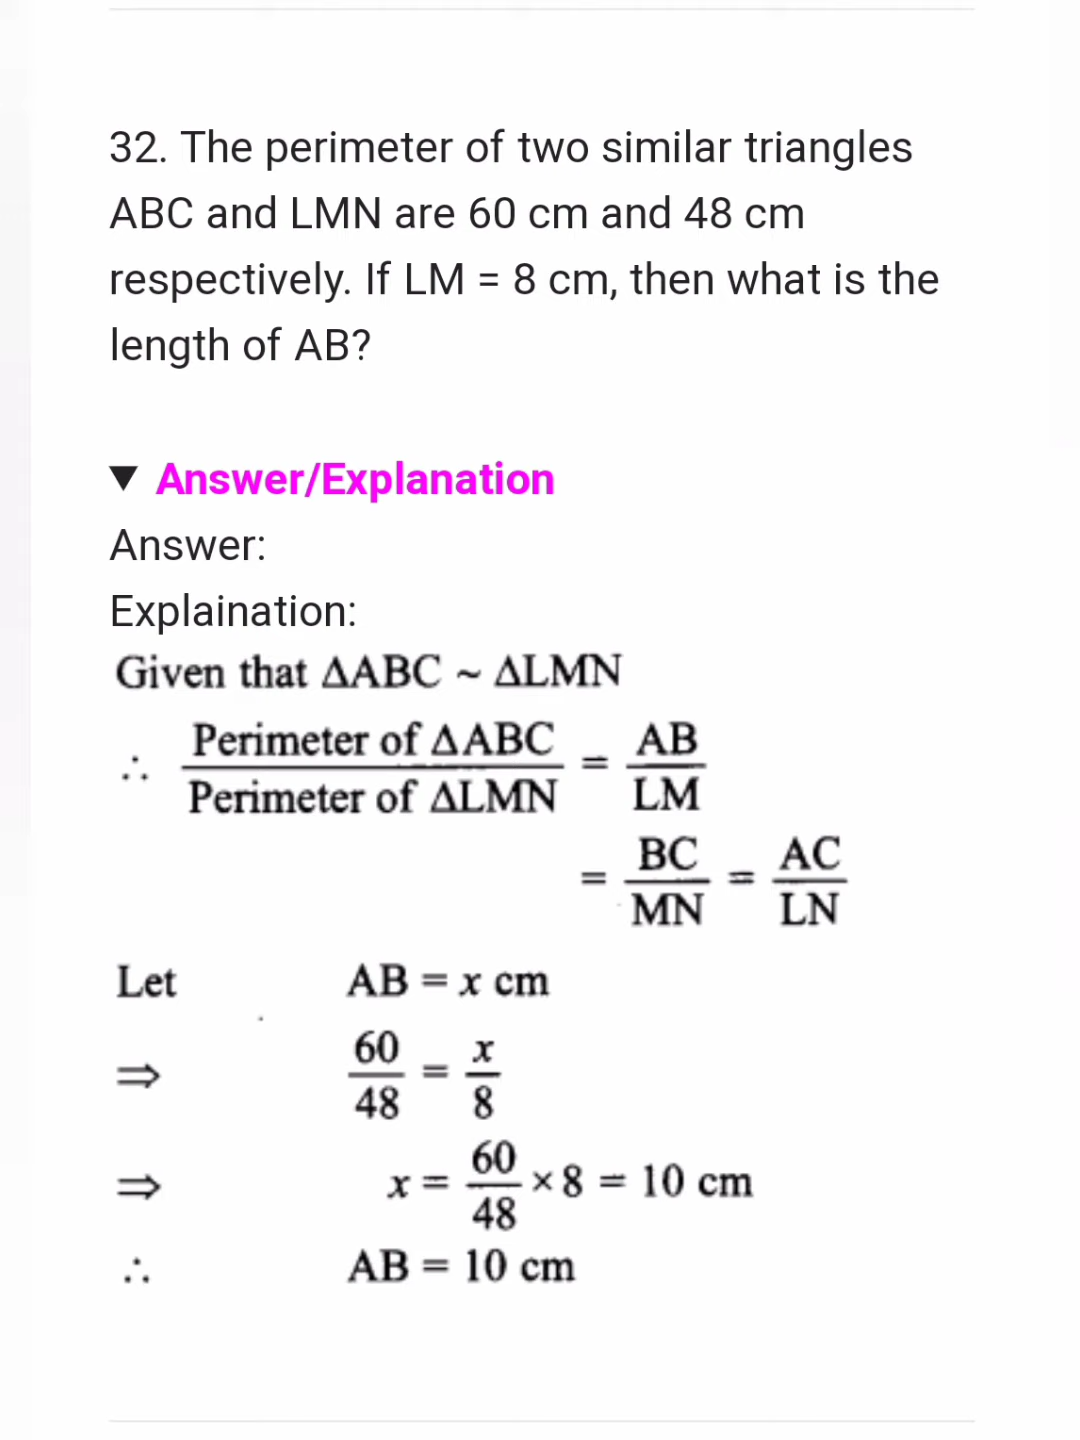 32. The perimeter of two similar triangles
ABC and LMN are 60 cm and 48 cm
respectively. If LM = 8 cm, then what is the
length of AB?
▼ Answer/Explanation
Answer:
Explaination:
Given that ΔABC ~ ΔLMN
∴ Perimeter of ΔABC / Perimeter of ΔLMN = AB / LM
= BC / MN = AC / LN
Let AB = x cm
⇒ 60 / 48 = x / 8
⇒ x = 60 / 48 × 8 = 10 cm
∴ AB = 10 cm